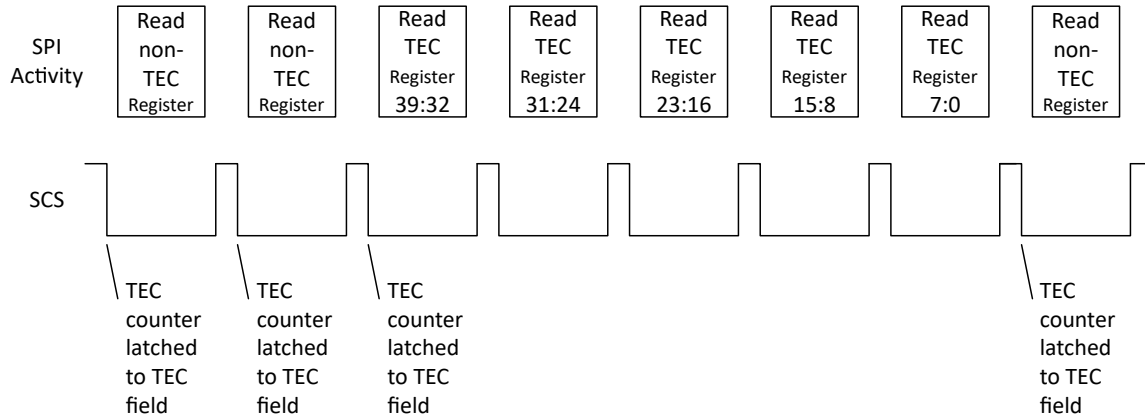 SPI
Activity
Read
non-
TEC
Register
Read
non-
TEC
Register
Read
TEC
Register
39:32
Read
TEC
Register
31:24
Read
TEC
Register
23:16
Read
TEC
Register
15:8
Read
TEC
Register
7:0
Read
non-
TEC
Register
SCS
TEC
counter
latched
to TEC
field
TEC
counter
latched
to TEC
field
TEC
counter
latched
to TEC
field
TEC
counter
latched
to TEC
field